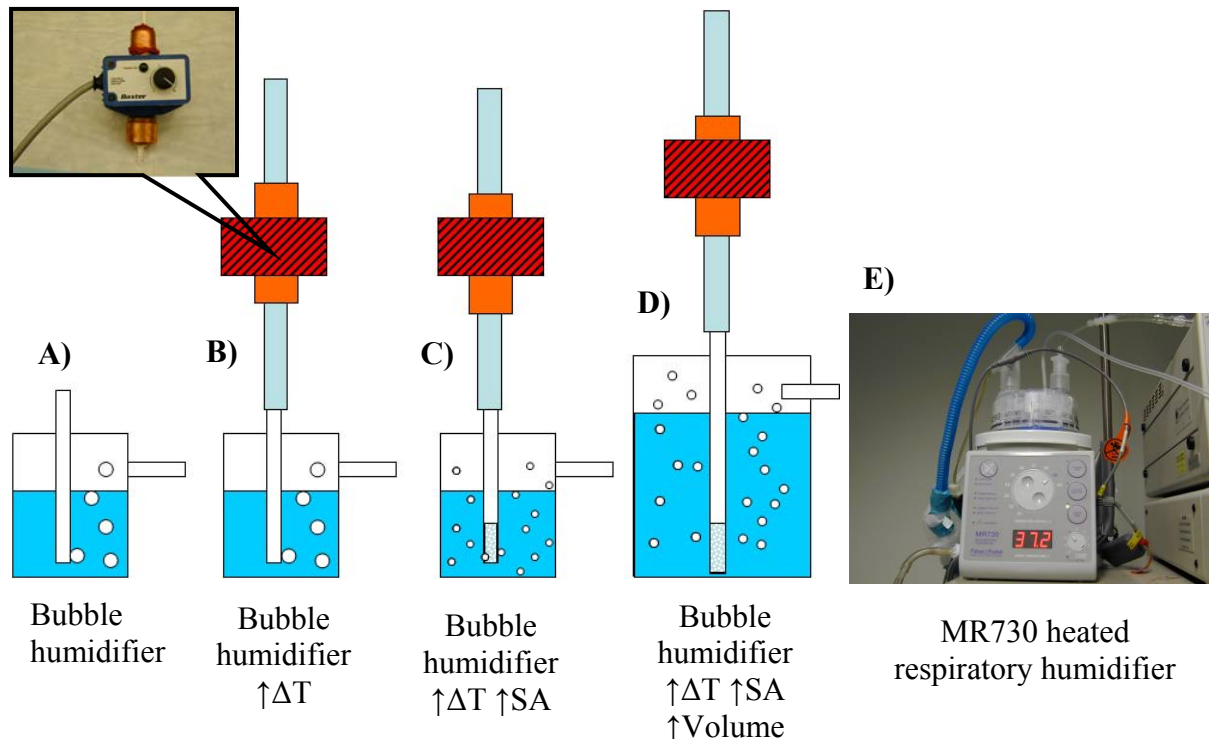 A)
Bubble
humidifier
B)
Bubble
humidifier
↑ΔT
C)
Bubble
humidifier
↑ΔT ↑SA
D)
Bubble
humidifier
↑ΔT ↑SA
↑Volume
E)
MR730 heated
respiratory humidifier
Baxter
37.2
MR730